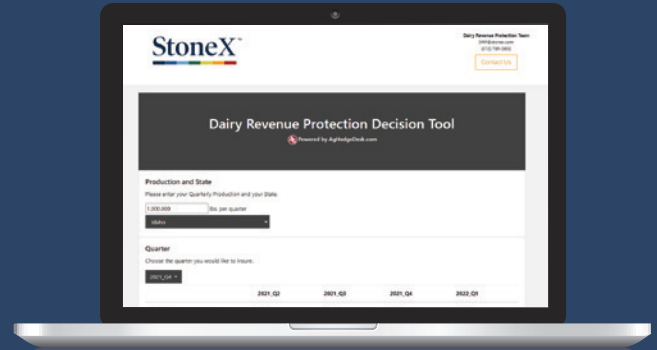 StoneX
Dairy Revenue Protection Team
Contact Us
Dairy Revenue Protection Decision Tool
Powered by AgHedgeDesk.com
Production and State
Please enter your Quarterly Production and your State.
1,000,000 lbs. per quarter
Idaho
Quarter
Choose the quarter you would like to insure.
2021_Q4
2021_Q2 2021_Q3 2021_Q4 2022_Q1